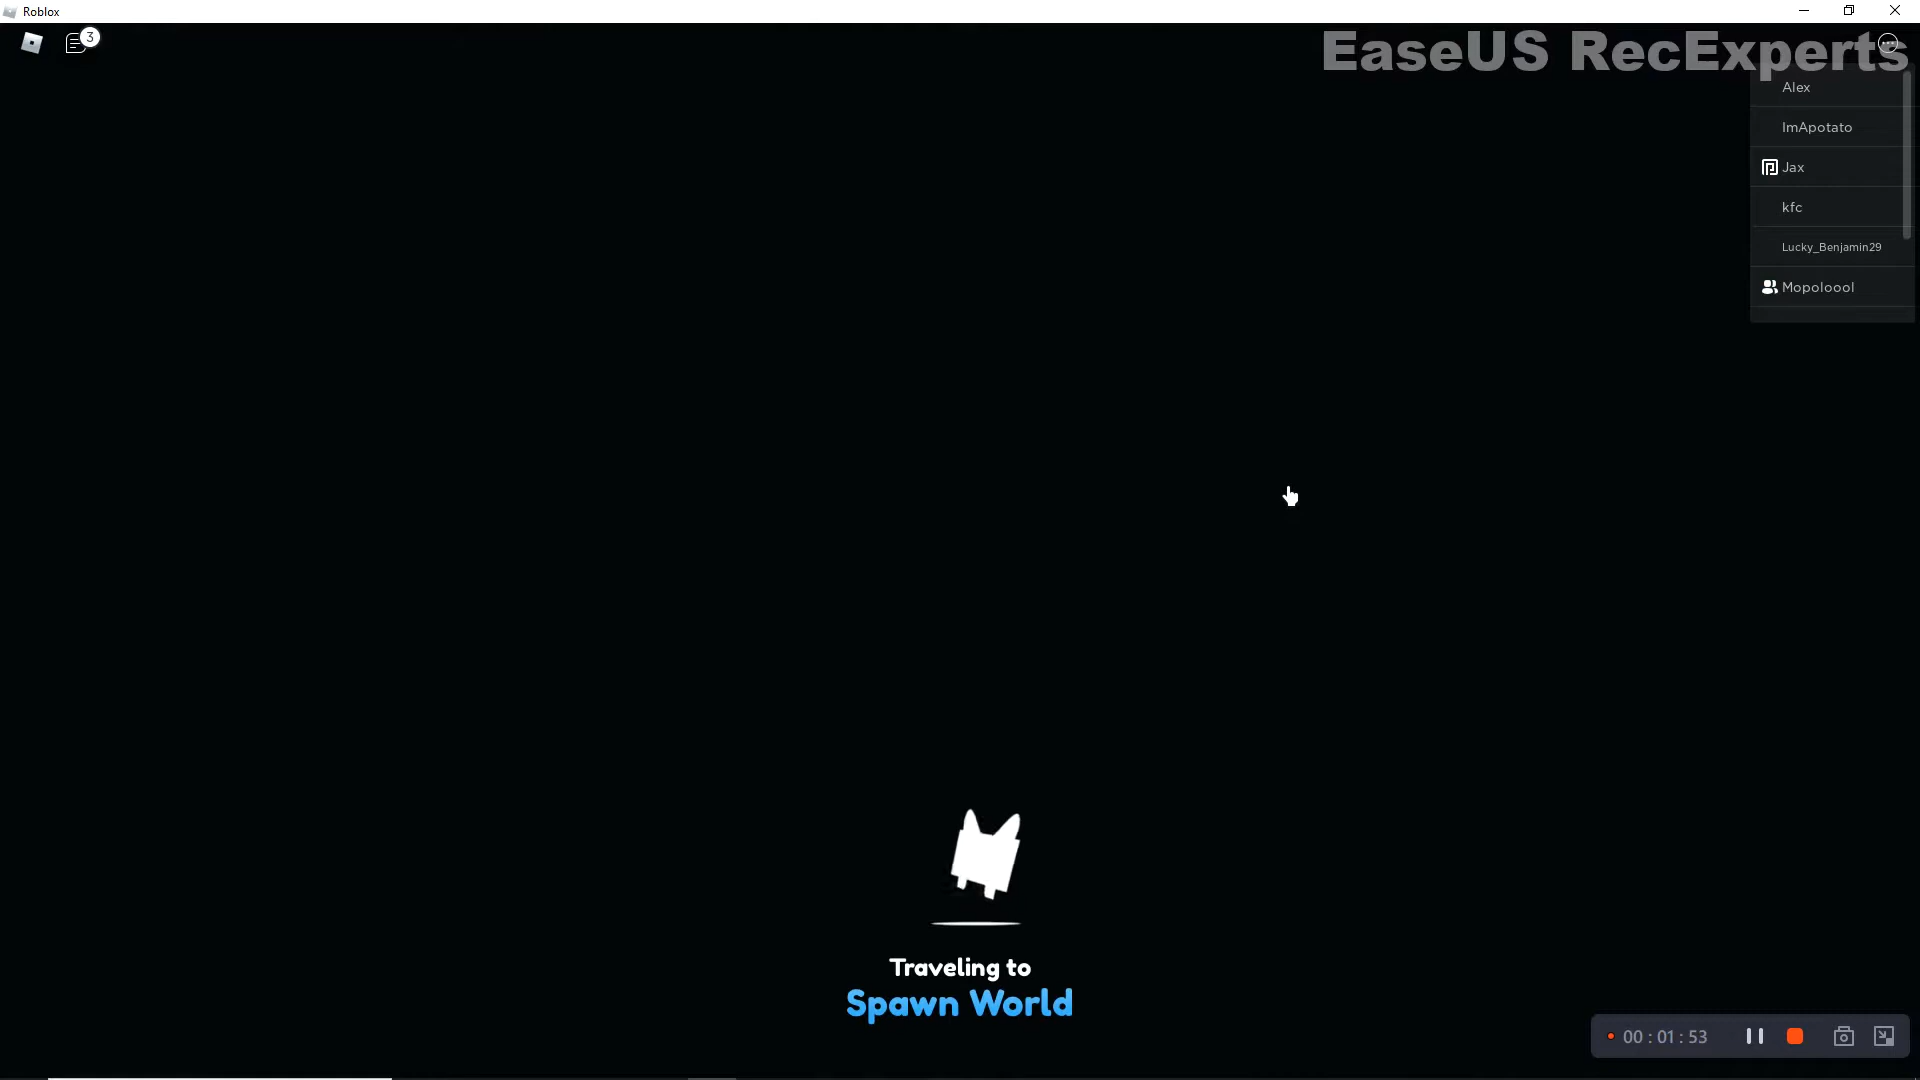 Roblox
3
EaseUS RecExperts
Alex
ImApotato
Jax
kfc
Lucky_Benjamin29
Mopoloool
Traveling to
Spawn World
00 : 01 : 53